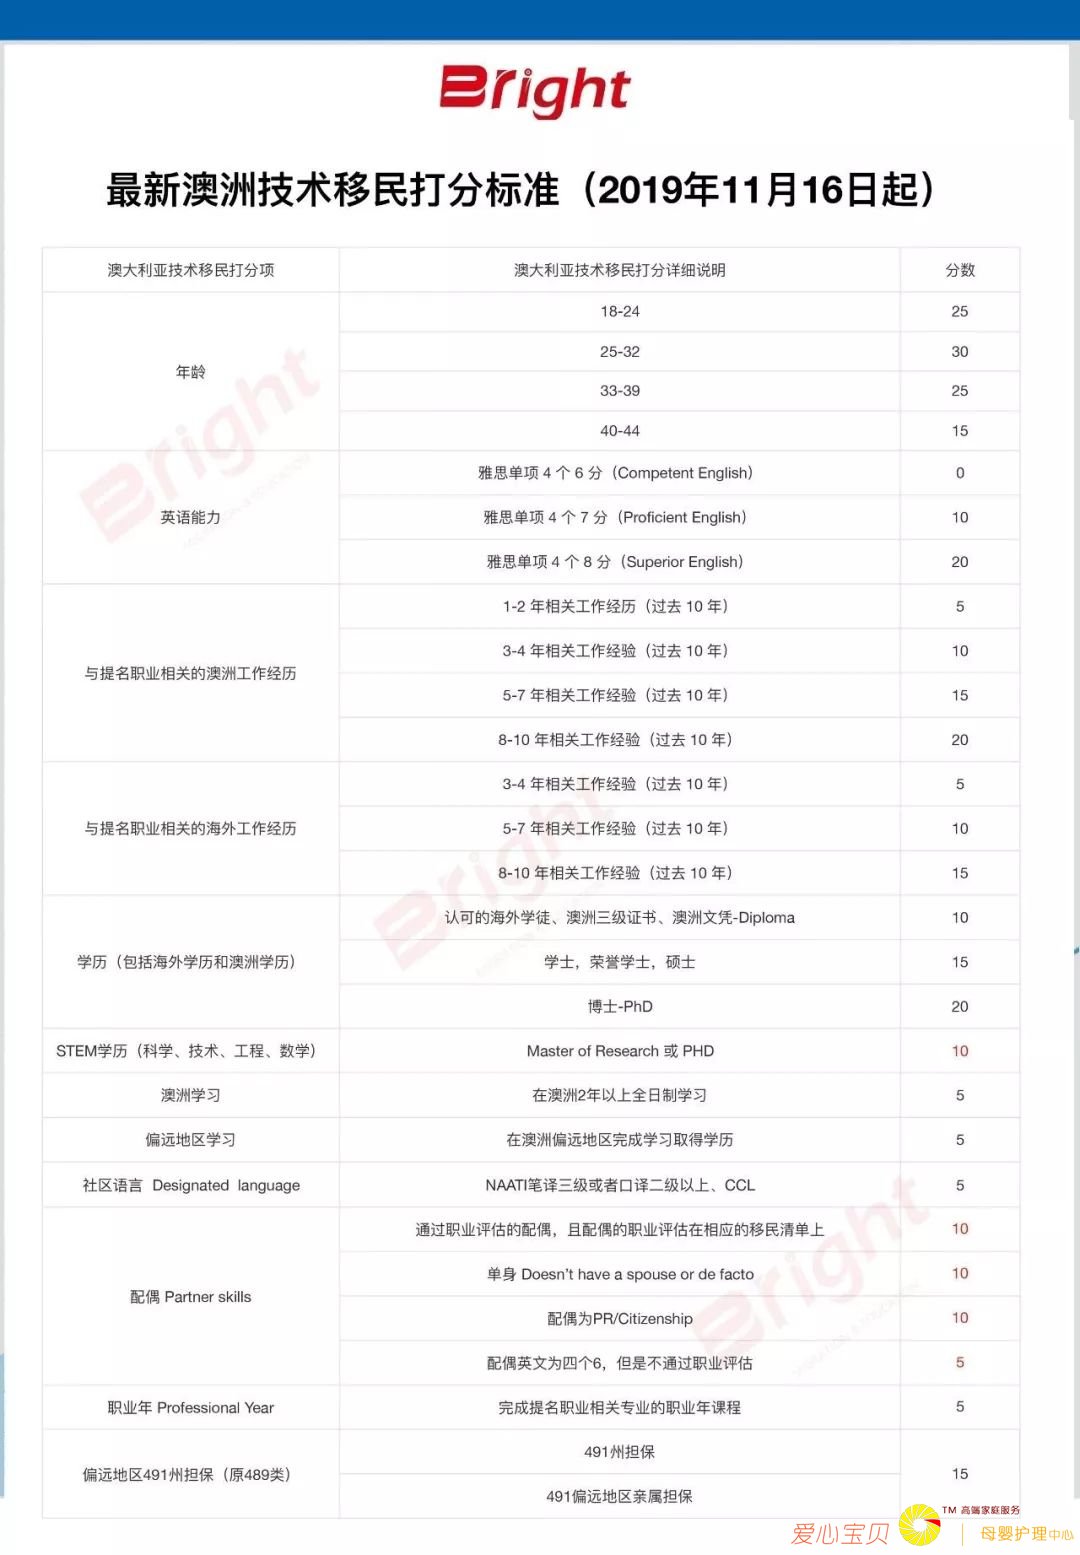 Bright
最新澳洲技术移民打分标准（2019年11月16日起）
澳大利亚技术移民打分项 澳大利亚技术移民打分详细说明 分数
年龄
18-24 25
25-32 30
33-39 25
40-44 15
英语能力
雅思单项 4 个 6 分（Competent English） 0
雅思单项 4 个 7 分（Proficient English） 10
雅思单项 4 个 8 分（Superior English） 20
与提名职业相关的澳洲工作经历
1-2 年相关工作经历（过去 10 年） 5
3-4 年相关工作经验（过去 10 年） 10
5-7 年相关工作经验（过去 10 年） 15
8-10 年相关工作经验（过去 10 年） 20
与提名职业相关的海外工作经历
3-4 年相关工作经验（过去 10 年） 5
5-7 年相关工作经验（过去 10 年） 10
8-10 年相关工作经验（过去 10 年） 15
学历（包括海外学历和澳洲学历）
认可的海外学徒、澳洲三级证书、澳洲文凭-Diploma 10
学士，荣誉学士，硕士 15
博士-PhD 20
STEM学历（科学、技术、工程、数学） Master of Research 或 PHD 10
澳洲学习 在澳洲2年以上全日制学习 5
偏远地区学习 在澳洲偏远地区完成学习取得学历 5
社区语言 Designated language NAATI笔译三级或者口译二级以上、CCL 5
配偶 Partner skills
通过职业评估的配偶，且配偶的职业评估在相应的移民清单上 10
单身 Doesn't have a spouse or de facto 10
配偶为PR/Citizenship 10
配偶英文为四个6，但是不通过职业评估 5
职业年 Professional Year 完成提名职业相关专业的职业年课程 5
偏远地区491州担保（原489类）
491州担保
491偏远地区亲属担保
15
Bright
Bright
Bright
爱心宝贝
TM 高端家庭服务
母婴护理中心